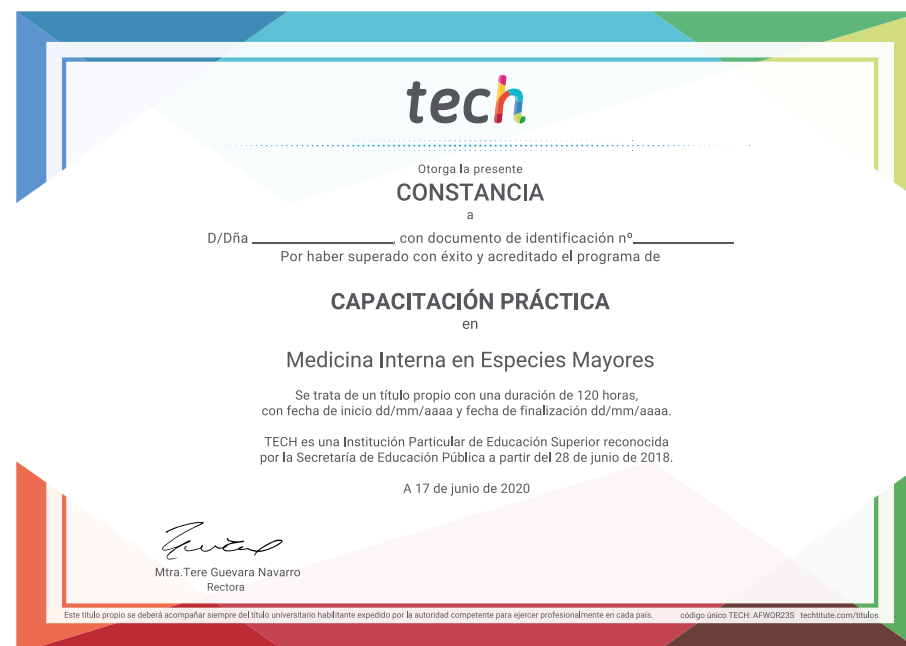 tech
Otorga la presente
CONSTANCIA
a
D/Dña ____________________, con documento de identificación nº______________
Por haber superado con éxito y acreditado el programa de
CAPACITACIÓN PRÁCTICA
en
Medicina Interna en Especies Mayores
Se trata de un título propio con una duración de 120 horas,
con fecha de inicio dd/mm/aaaa y fecha de finalización dd/mm/aaaa.
TECH es una Institución Particular de Educación Superior reconocida
por la Secretaría de Educación Pública a partir del 28 de junio de 2018.
A 17 de junio de 2020
Mtra.Tere Guevara Navarro
Rectora
Este título propio se deberá acompañar siempre del título universitario habilitante expedido por la autoridad competente para ejercer profesionalmente en cada país. código único TECH: AFWOR23S techtitute.com/titulos